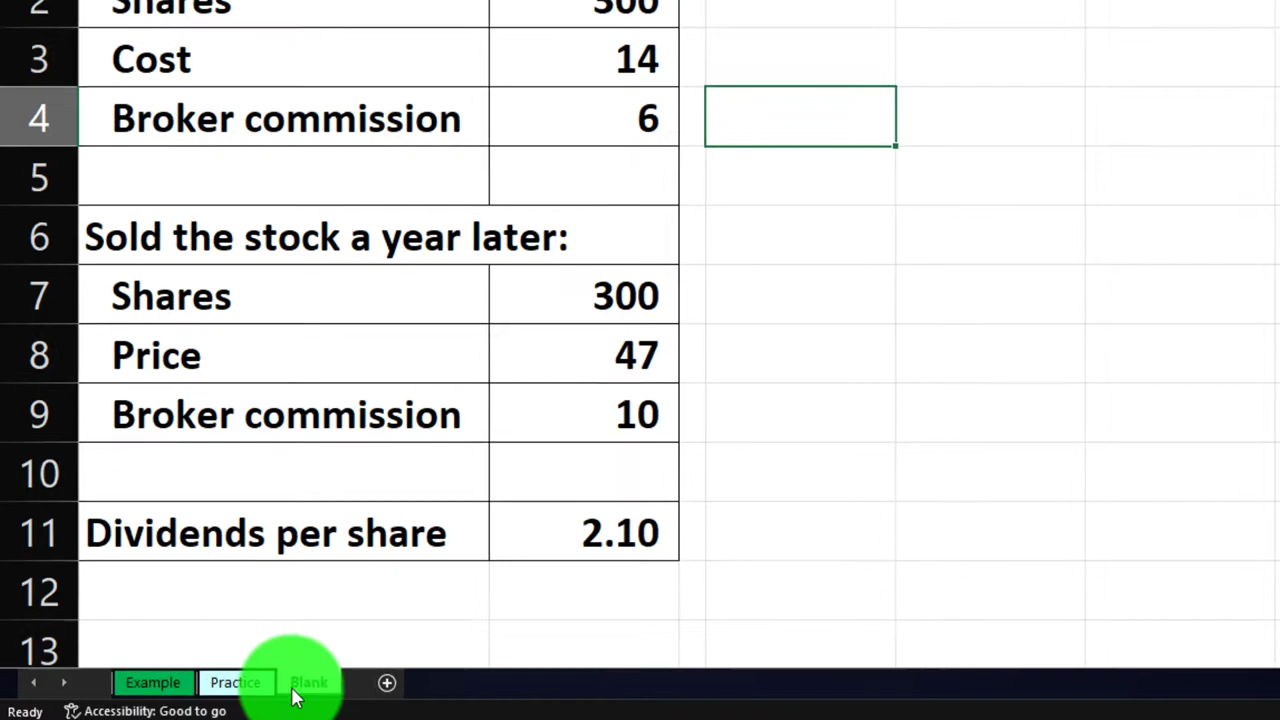 2 Shares 300
3 Cost 14
4 Broker commission 6
5
6 Sold the stock a year later:
7 Shares 300
8 Price 47
9 Broker commission 10
10
11 Dividends per share 2.10
12
13
Example Practice Blank
Ready Accessibility: Good to go